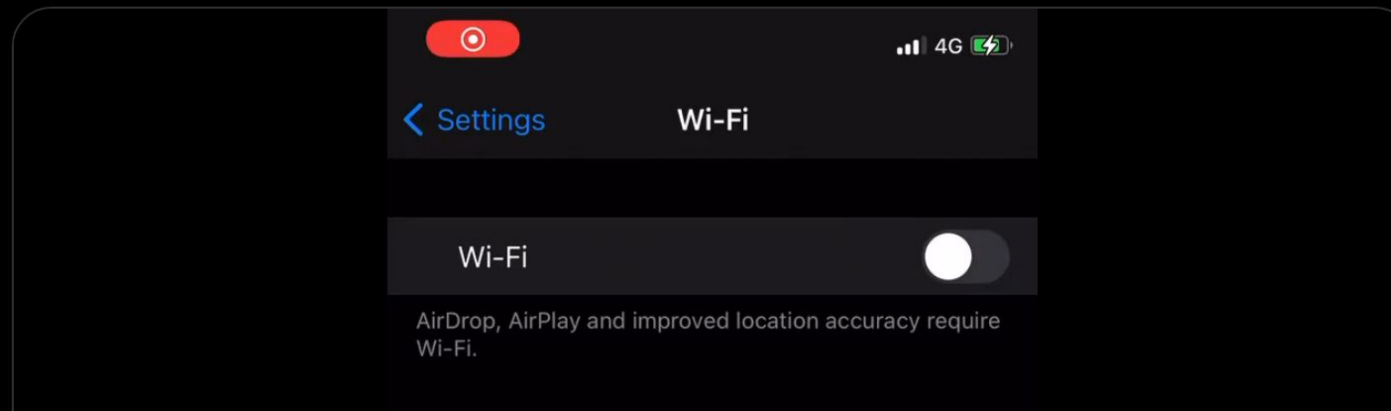 4G
Settings
Wi-Fi
Wi-Fi
AirDrop, AirPlay and improved location accuracy require
Wi-Fi.